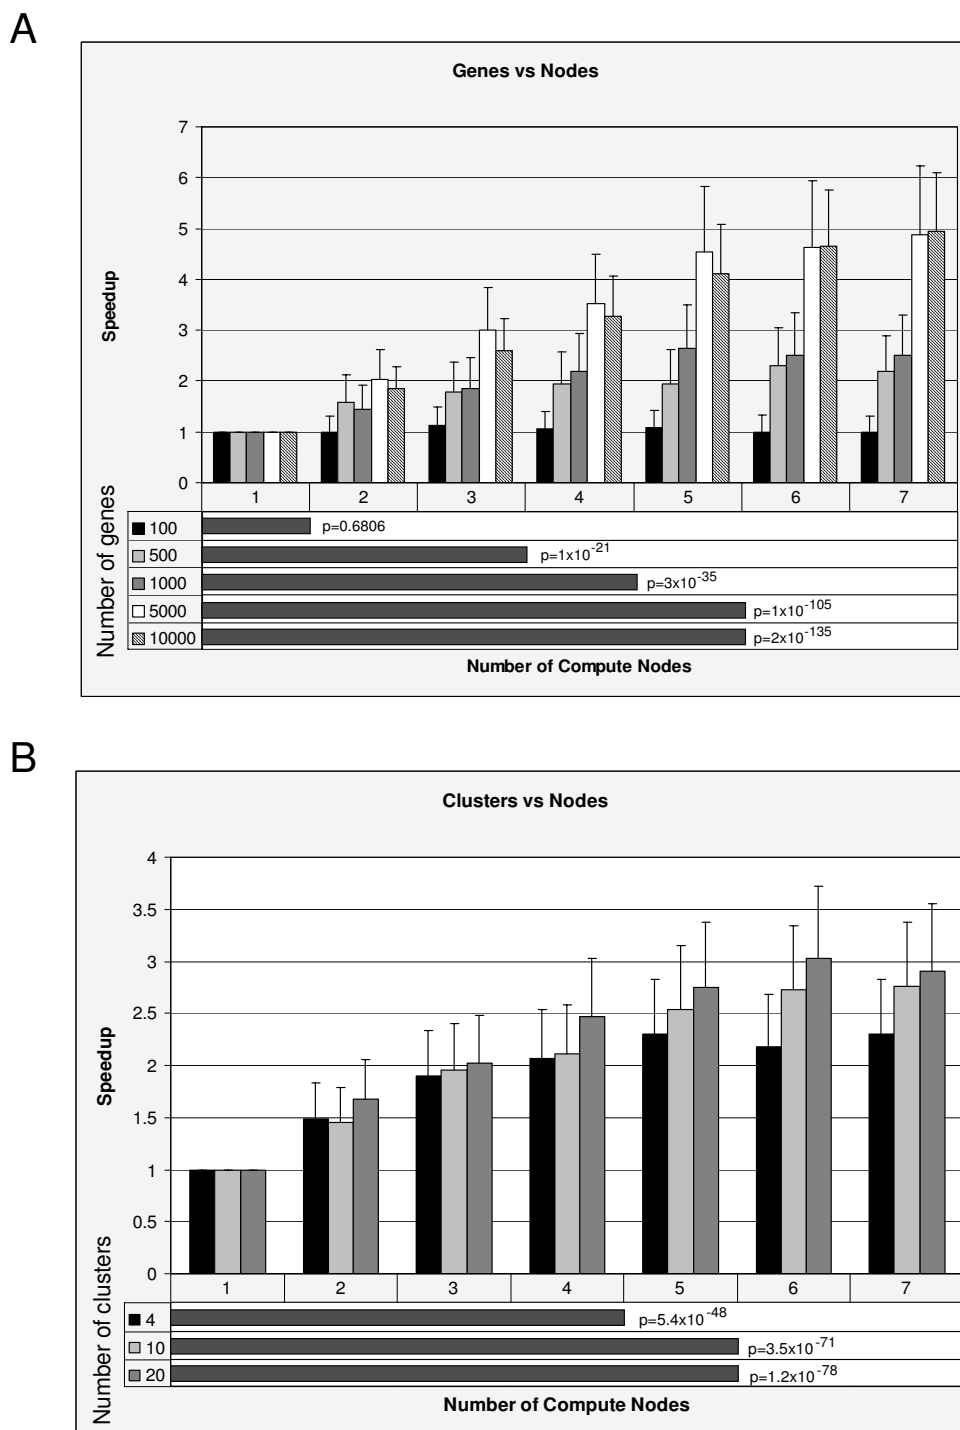 A
Genes vs Nodes
7
6
5
4
3
2
1
0
Speedup
1 2 3 4 5 6 7
Number of genes
100 p=0.6806
500 p=1x10^-21
1000 p=3x10^-35
5000 p=1x10^-105
10000 p=2x10^-135
Number of Compute Nodes
B
Clusters vs Nodes
4
3.5
3
2.5
2
1.5
1
0.5
0
Speedup
1 2 3 4 5 6 7
Number of clusters
4 p=5.4x10^-48
10 p=3.5x10^-71
20 p=1.2x10^-78
Number of Compute Nodes